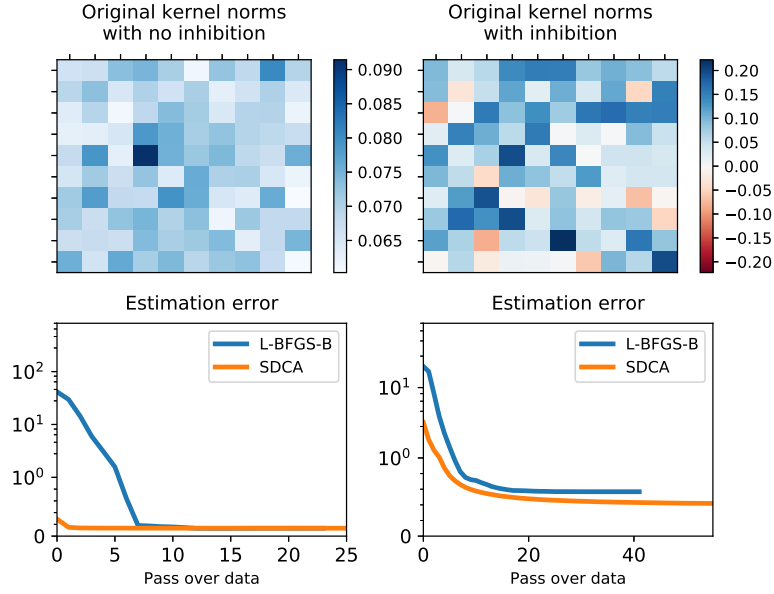 Original kernel norms
with no inhibition
Original kernel norms
with inhibition
0.090
0.085
0.080
0.075
0.070
0.065
0.20
0.15
0.10
0.05
0.00
−0.05
−0.10
−0.15
−0.20
Estimation error
10²
10¹
10⁰
0
L-BFGS-B
SDCA
0 5 10 15 20 25
Pass over data
Estimation error
10¹
10⁰
0
L-BFGS-B
SDCA
0 20 40
Pass over data